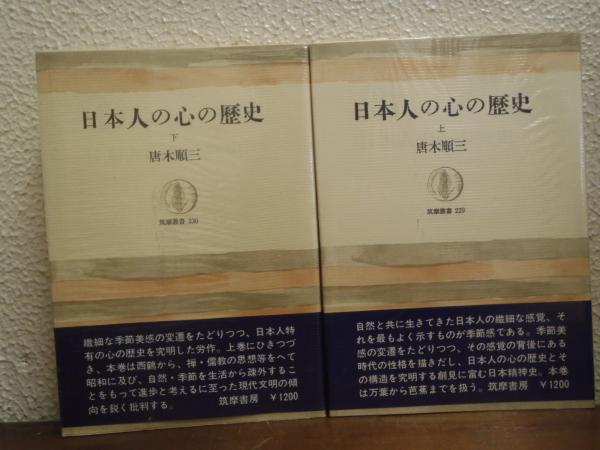 日本人の心の歴史
下
唐木順三
筑摩叢書 230
繊細な季節美感の変遷をたどりつつ、日本人特
有の心の歴史を究明した労作。上巻にひきつづ
き、本巻は西鶴から、禅・儒教の思想等をへて
昭和に及び、自然・季節を生活から疎外するこ
とをもって進歩と考えるに至った現代文明の傾
向を鋭く批判する。 筑摩書房 ¥1200
日本人の心の歴史
上
唐木順三
筑摩叢書 229
自然と共に生きてきた日本人の繊細な感覚、そ
れを最もよく示すものが季節感である。季節美
感の変遷をたどりつつ、その感覚の背後にある
時代の性格を描きだし、日本人の心の歴史とそ
の構造を究明する創見に富む日本精神史。本巻
は万葉から芭蕉までを扱う。筑摩書房 ¥1200